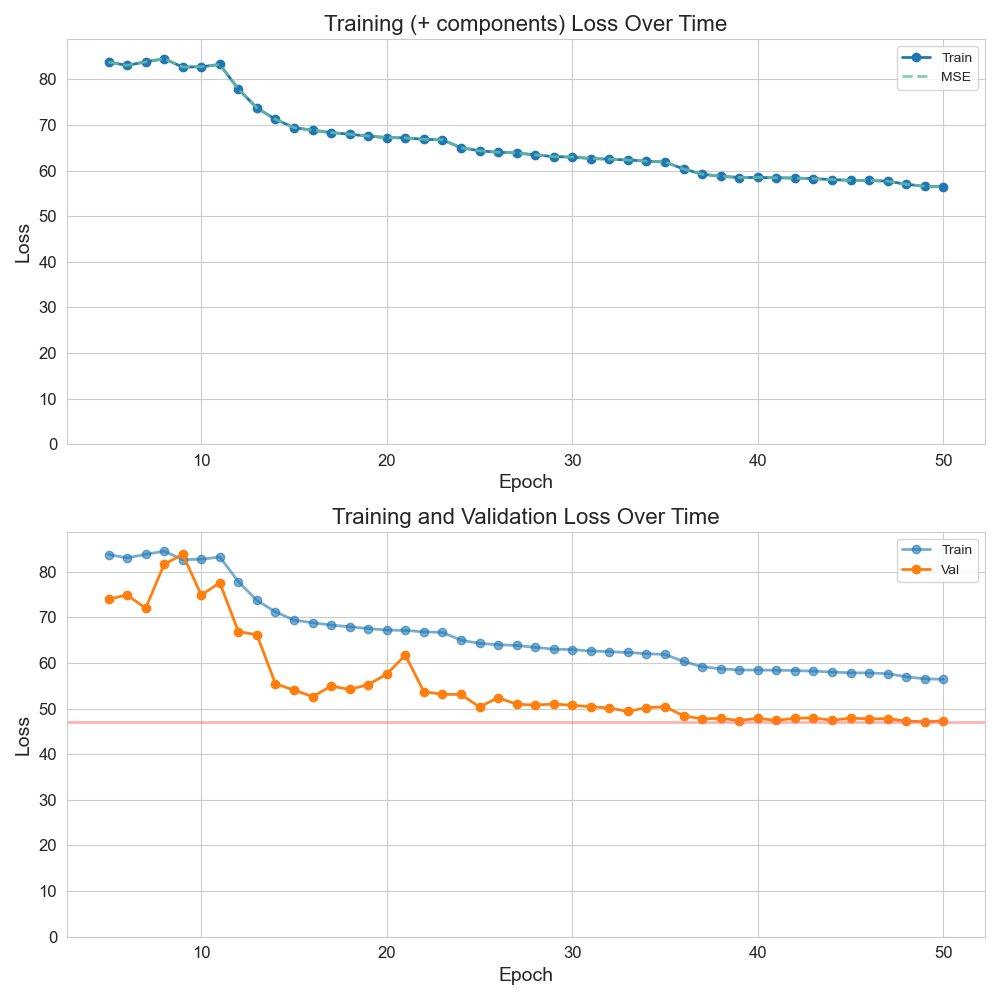 Training (+ components) Loss Over Time
Train
MSE
80
70
60
50
40
30
20
10
0
Loss
10 20 30 40 50
Epoch
Training and Validation Loss Over Time
Train
Val
80
70
60
50
40
30
20
10
0
Loss
10 20 30 40 50
Epoch